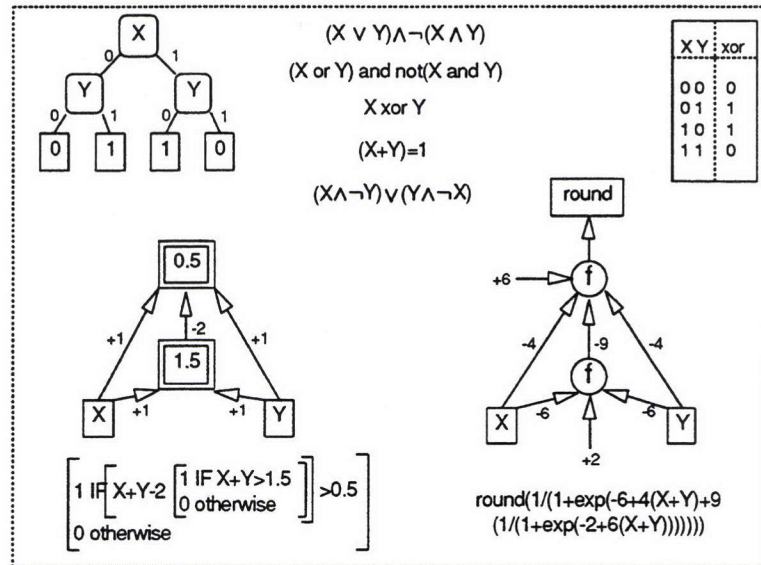 X
0 1
Y Y
0 1 0 1
0 1 1 0
(X ∨ Y)∧¬(X ∧ Y)
(X or Y) and not(X and Y)
X xor Y
(X+Y)=1
(X∧¬Y)∨(Y∧¬X)
X Y xor
0 0 0
0 1 1
1 0 1
1 1 0
0.5
+1 -2 +1
1.5
X +1 +1 Y
1 IF X+Y-2 1 IF X+Y>1.5 >0.5
0 otherwise
0 otherwise
round
+6 f
-4 -9 -4
f
X -6 -6 Y
+2
round(1/(1+exp(-6+4(X+Y)+9
(1/(1+exp(-2+6(X+Y)))))))